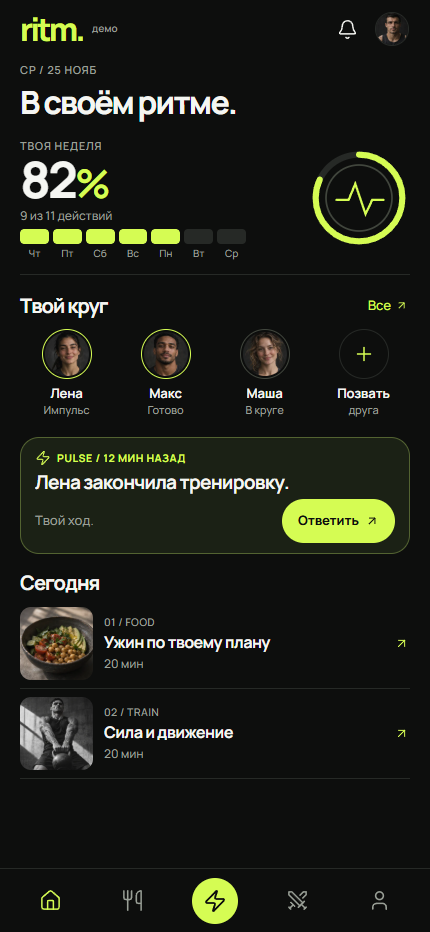 ritm. демо
СР / 25 НОЯБ
В своём ритме.
ТВОЯ НЕДЕЛЯ
82%
9 из 11 действий
Чт Пт Сб Вс Пн Вт Ср
Твой круг
Все
Лена Макс Маша Позвать
Импульс Готово В круге друга
PULSE / 12 МИН НАЗАД
Лена закончила тренировку.
Твой ход.
Ответить
Сегодня
01 / FOOD
Ужин по твоему плану
20 мин
02 / TRAIN
Сила и движение
20 мин